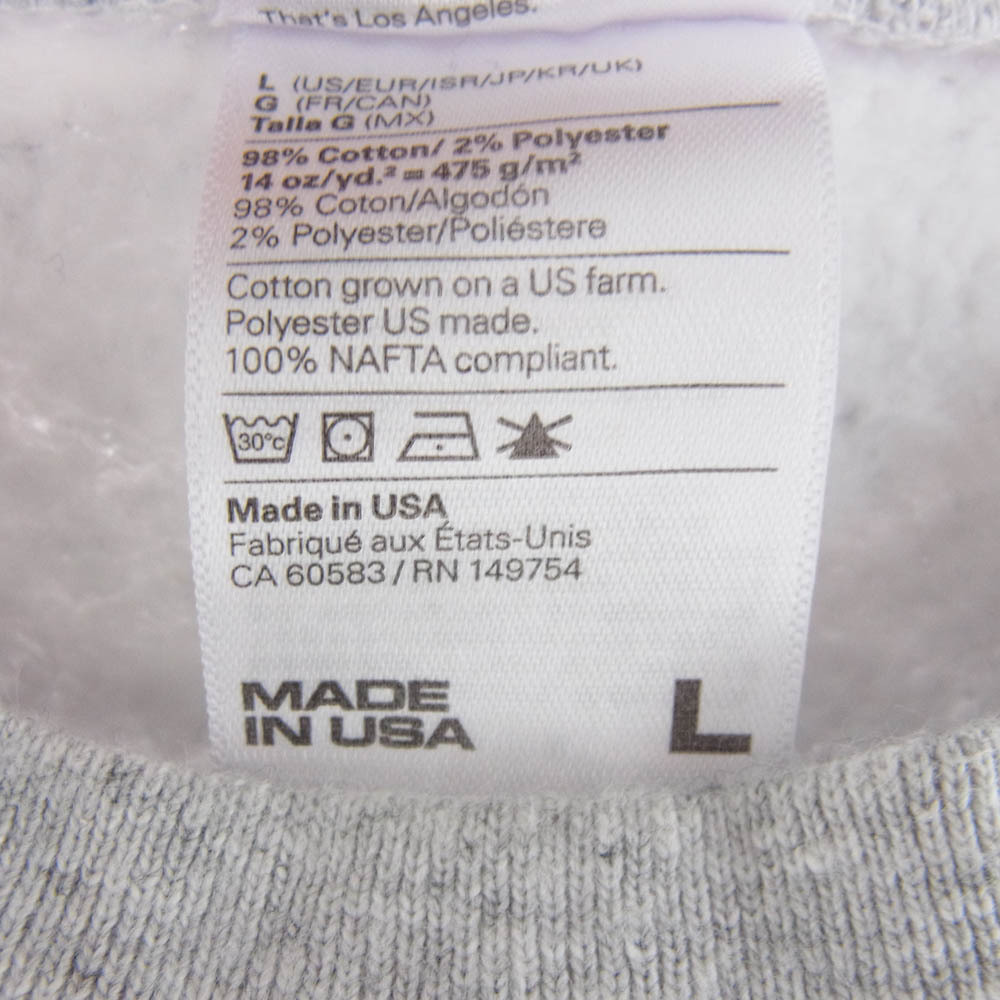 That's Los Angeles.
L (US/EUR/ISR/JP/KR/UK)
G (FR/CAN)
Talla G (MX)
98% Cotton/ 2% Polyester
14 oz/yd.² = 475 g/m²
98% Coton/Algodón
2% Polyester/Poliéstere
Cotton grown on a US farm.
Polyester US made.
100% NAFTA compliant.
30°c
Made in USA
Fabriqué aux États-Unis
CA 60583 / RN 149754
MADE
IN USA
L